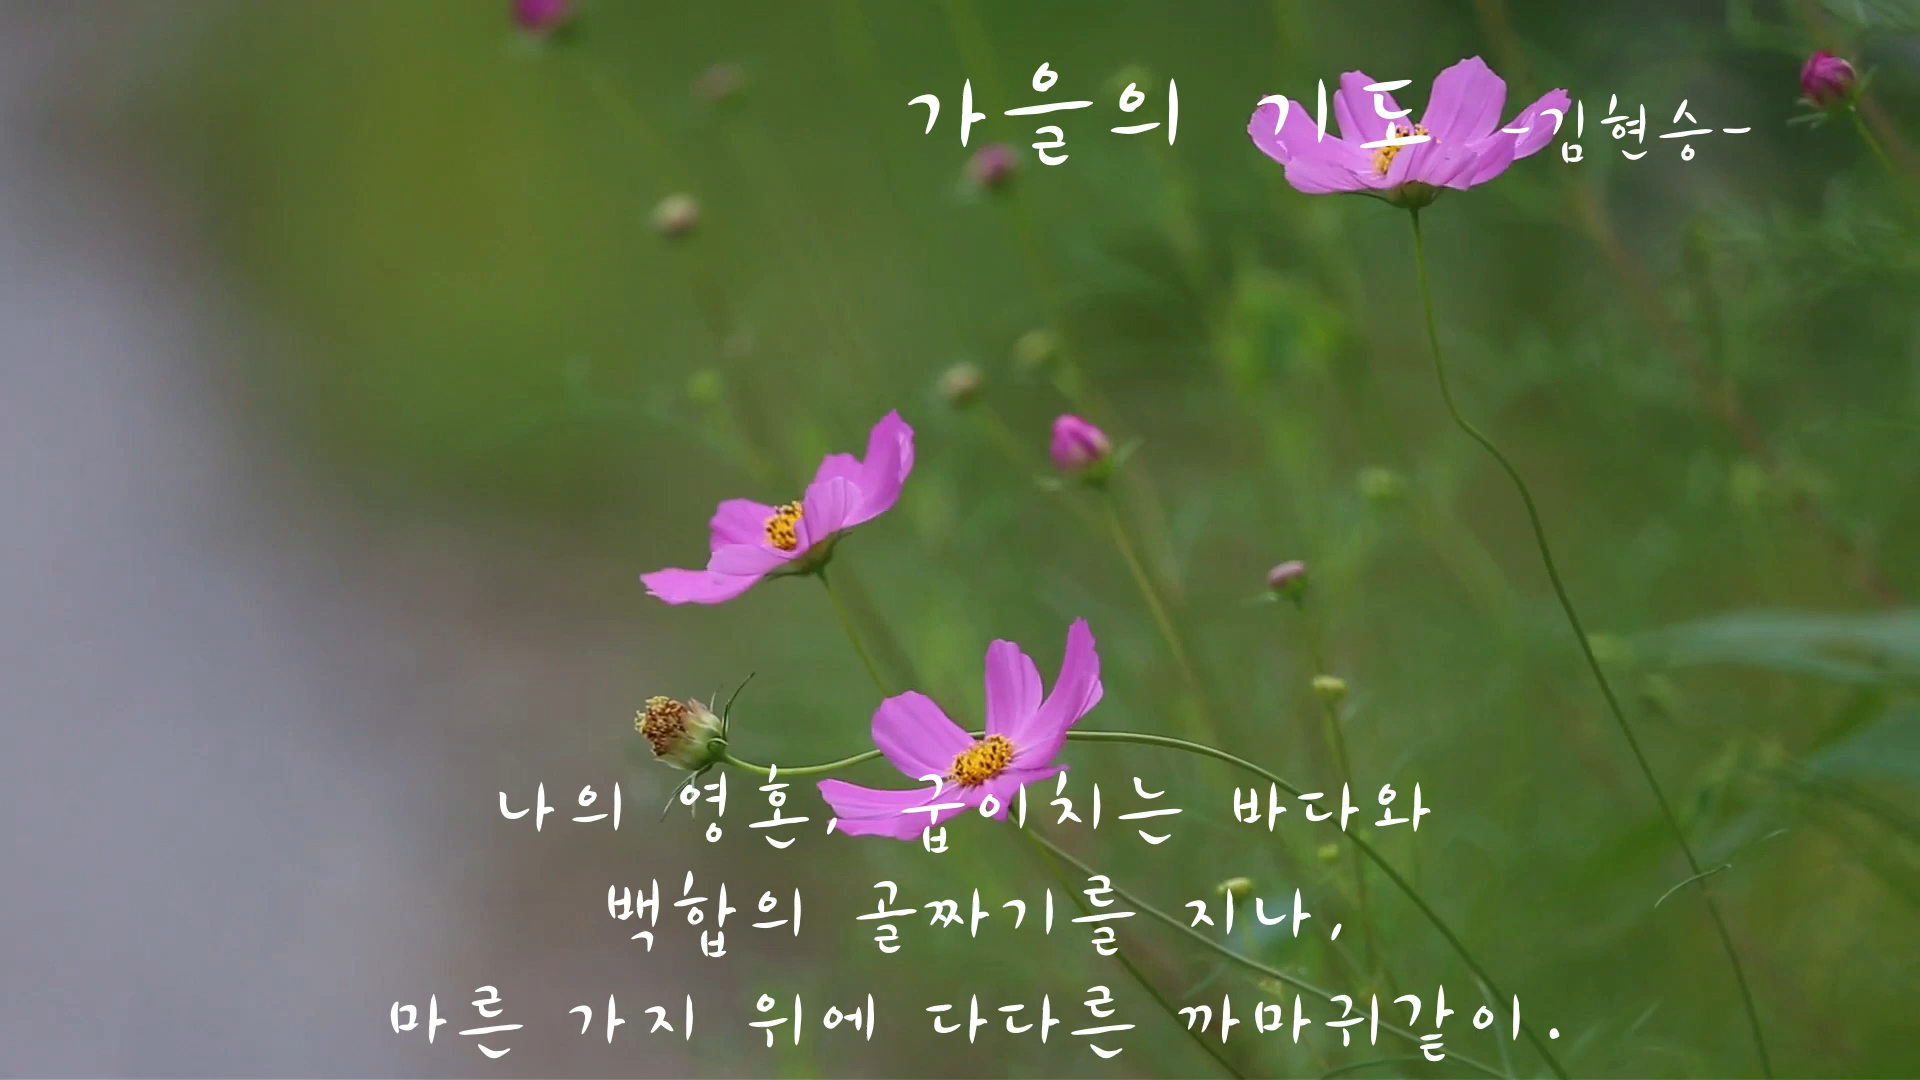 가을의 기도 -김현승-
나의 영혼, 굽이치는 바다와
백합의 골짜기를 지나,
마른 가지 위에 다다른 까마귀같이.